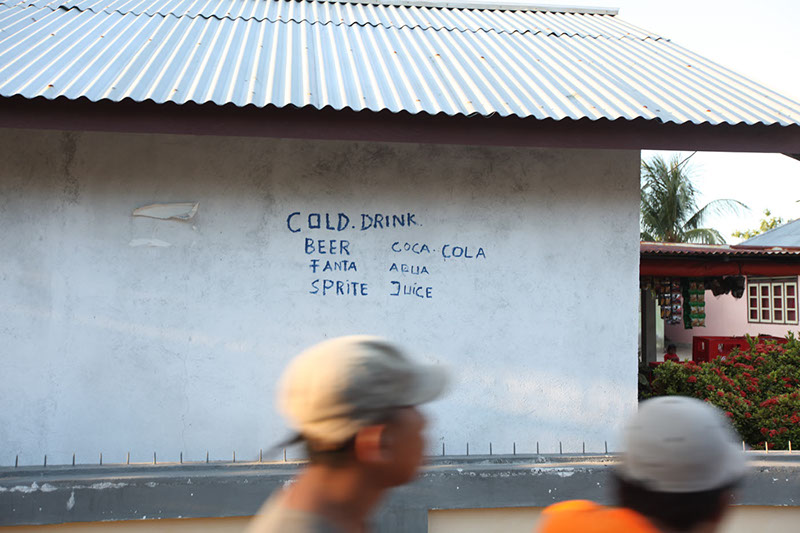 COLD. DRINK.
BEER COCA. COLA
FANTA AQUA
SPRITE JUICE